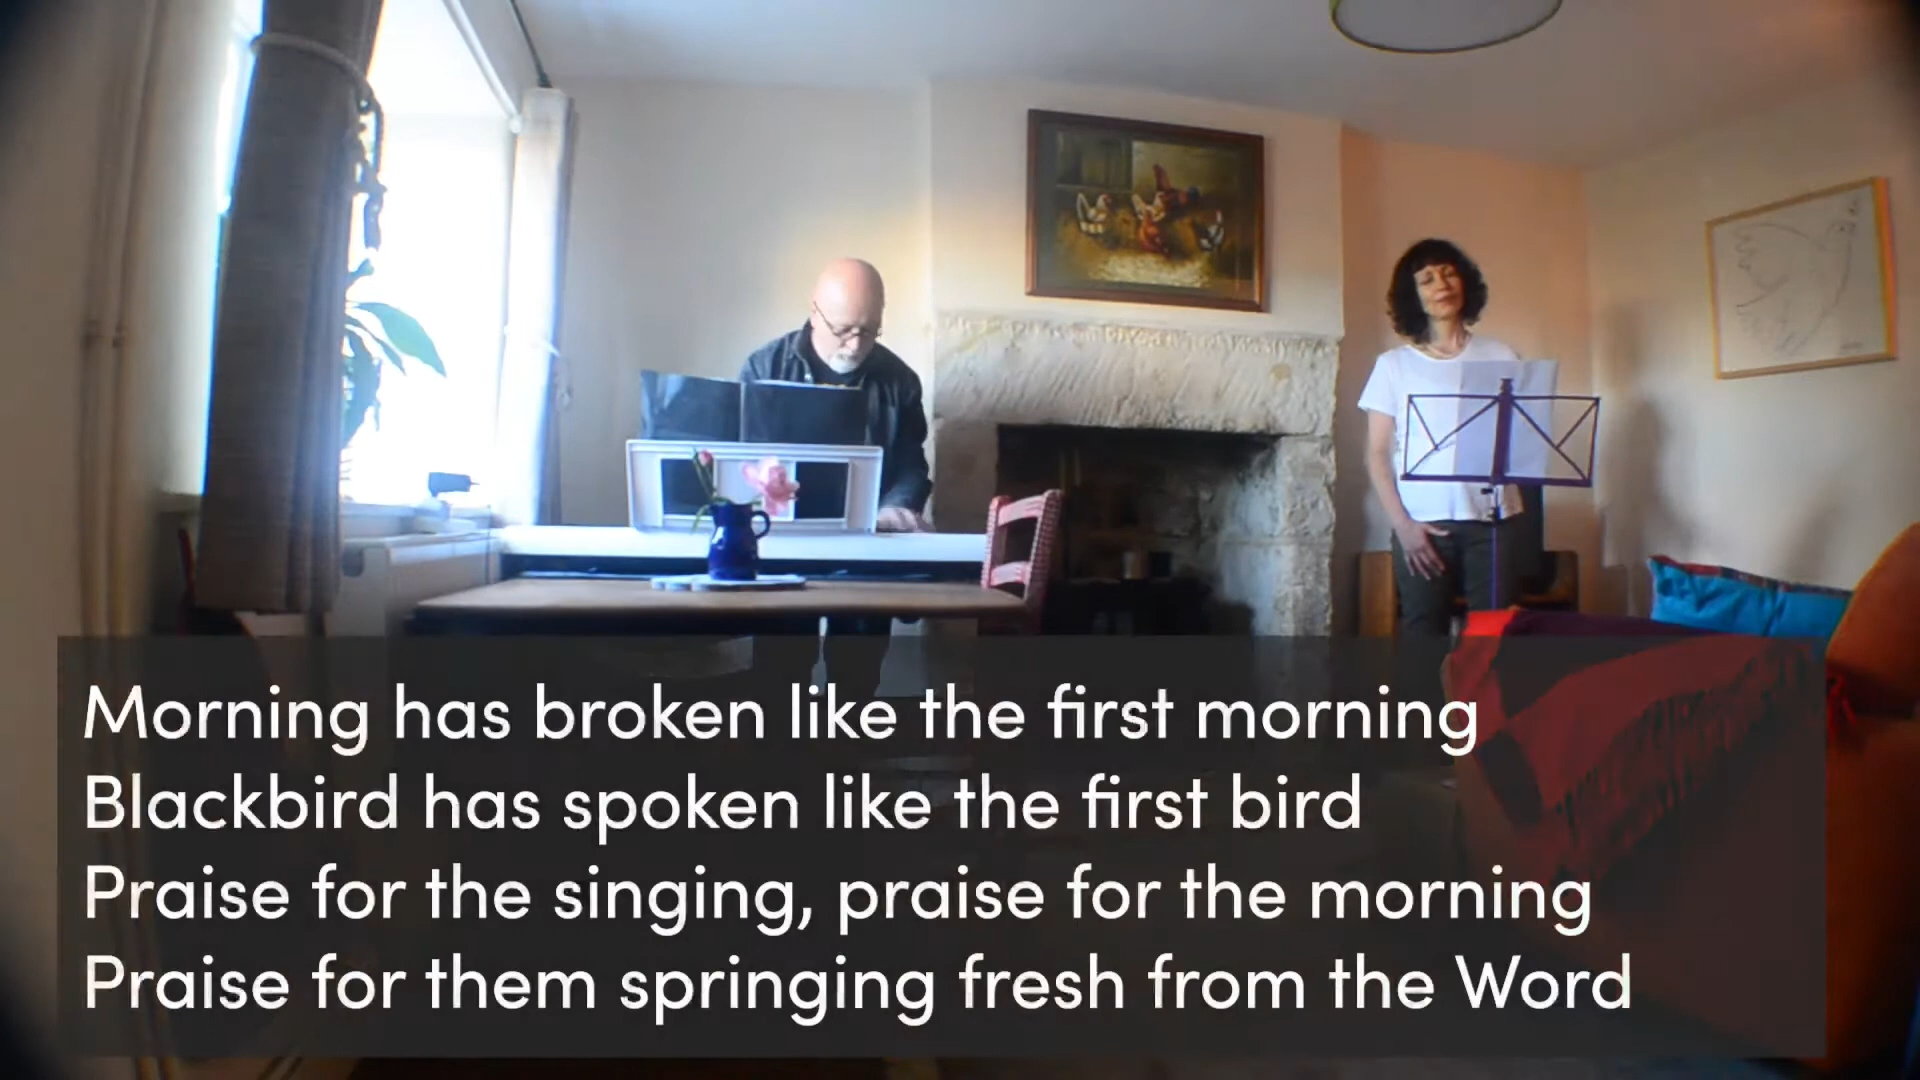 Morning has broken like the first morning
Blackbird has spoken like the first bird
Praise for the singing, praise for the morning
Praise for them springing fresh from the Word